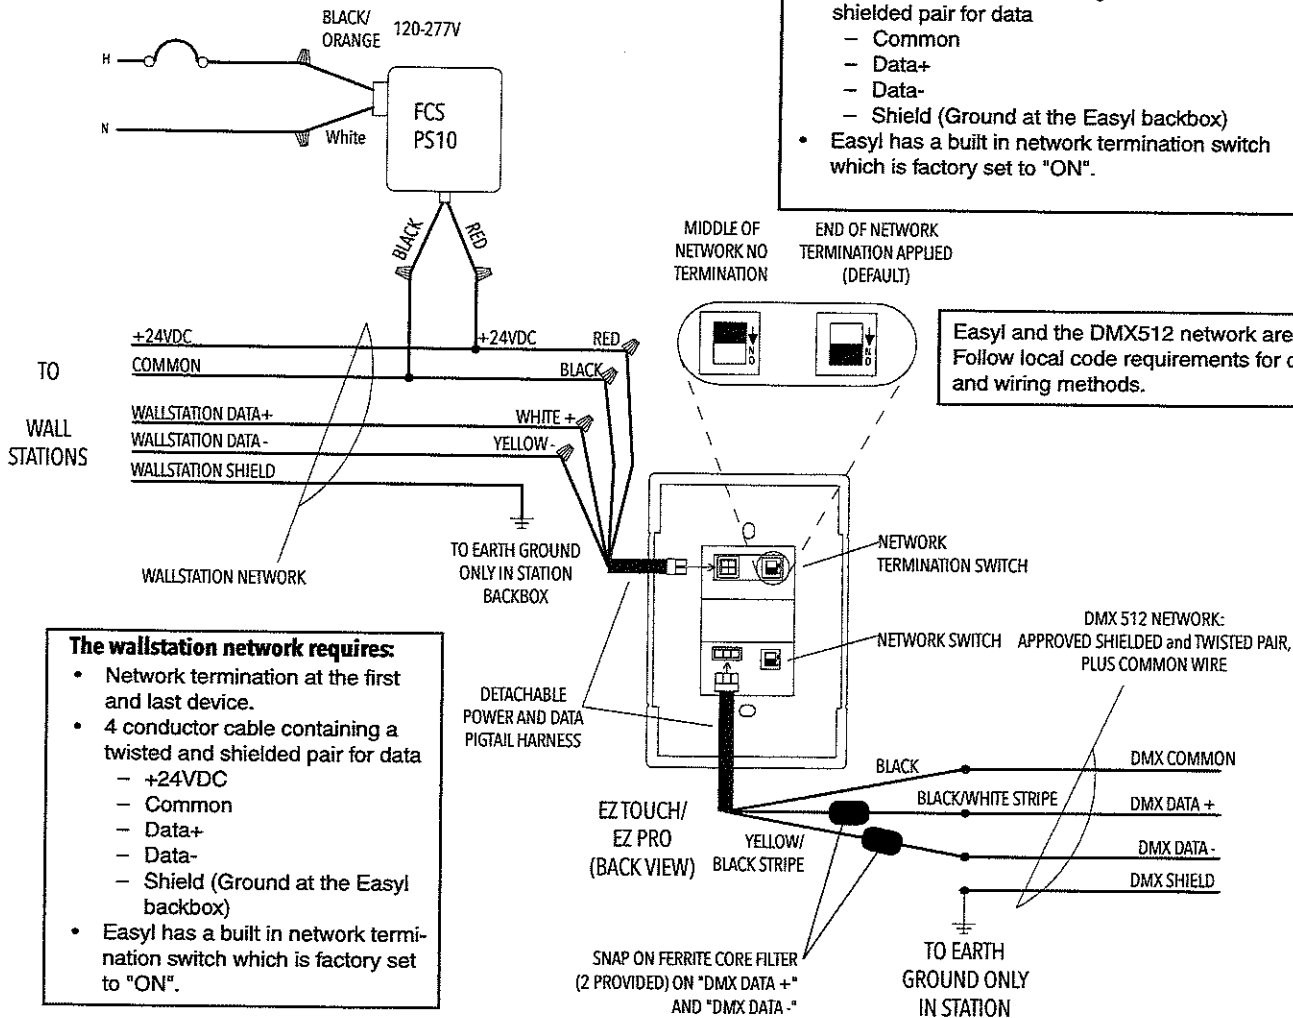 BLACK/
ORANGE
120-277V
H
N
White
FCS
PS10
BLACK
RED
shielded pair for data
– Common
– Data+
– Data-
– Shield (Ground at the Easyl backbox)
• Easyl has a built in network termination switch
which is factory set to "ON".
MIDDLE OF
NETWORK NO
TERMINATION
END OF NETWORK
TERMINATION APPLIED
(DEFAULT)
NO
NO
Easyl and the DMX512 network are
Follow local code requirements for
and wiring methods.
TO
WALL
STATIONS
+24VDC
+24VDC
RED
COMMON
BLACK
WALLSTATION DATA+
WHITE +
WALLSTATION DATA-
YELLOW-
WALLSTATION SHIELD
TO EARTH GROUND
ONLY IN STATION
BACKBOX
WALLSTATION NETWORK
NETWORK
TERMINATION SWITCH
NETWORK SWITCH
DMX 512 NETWORK:
APPROVED SHIELDED and TWISTED PAIR,
PLUS COMMON WIRE
The wallstation network requires:
• Network termination at the first
and last device.
• 4 conductor cable containing a
twisted and shielded pair for data
– +24VDC
– Common
– Data+
– Data-
– Shield (Ground at the Easyl
backbox)
• Easyl has a built in network termi-
nation switch which is factory set
to "ON".
DETACHABLE
POWER AND DATA
PIGTAIL HARNESS
EZ TOUCH/
EZ PRO
(BACK VIEW)
BLACK
DMX COMMON
BLACK/WHITE STRIPE
DMX DATA +
YELLOW/
BLACK STRIPE
DMX DATA-
DMX SHIELD
SNAP ON FERRITE CORE FILTER
(2 PROVIDED) ON "DMX DATA +"
AND "DMX DATA -"
TO EARTH
GROUND ONLY
IN STATION